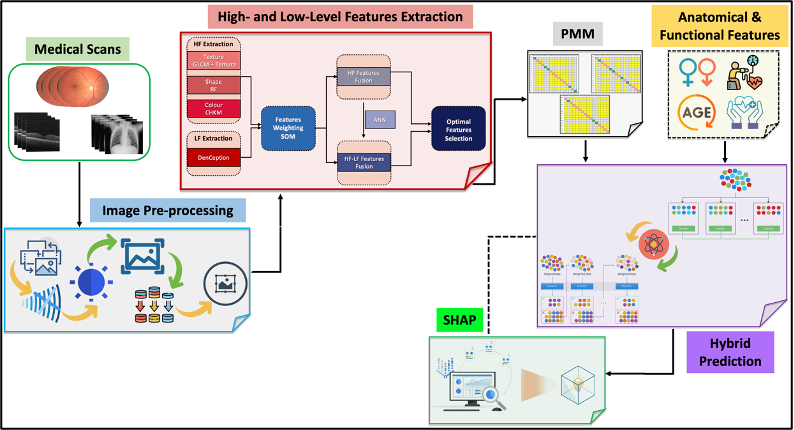 High- and Low-Level Features Extraction
Medical Scans
HF Extraction
Texture
GLCM + Tamura
Shape
RF
Colour
CHKM
LF Extraction
DenCeption
Features
Weighting
SOM
HF Features
Fusion
ANN
HF-LF Features
Fusion
Optimal
Features
Selection
PMM
Anatomical &
Functional Features
AGE
Image Pre-processing
SHAP
Hybrid
Prediction